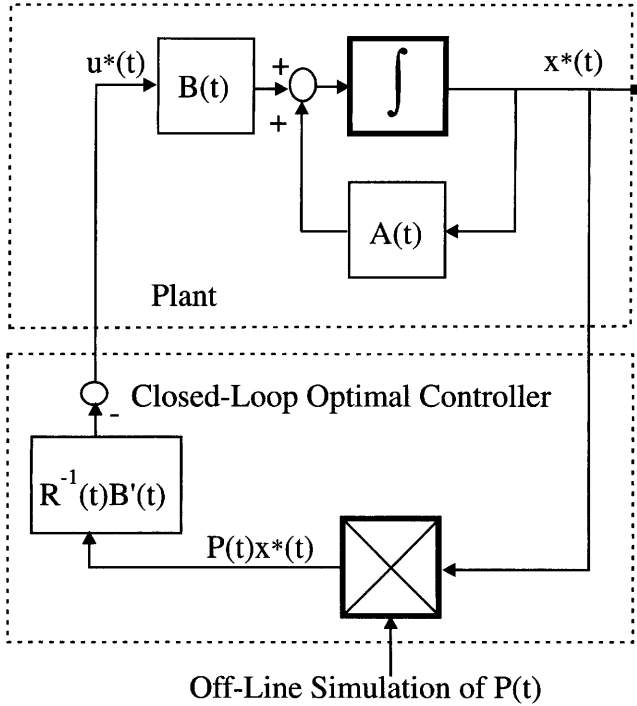 u*(t)
B(t)
+
+
∫
x*(t)
A(t)
Plant
-
Closed-Loop Optimal Controller
R⁻¹(t)B'(t)
P(t)x*(t)
Off-Line Simulation of P(t)